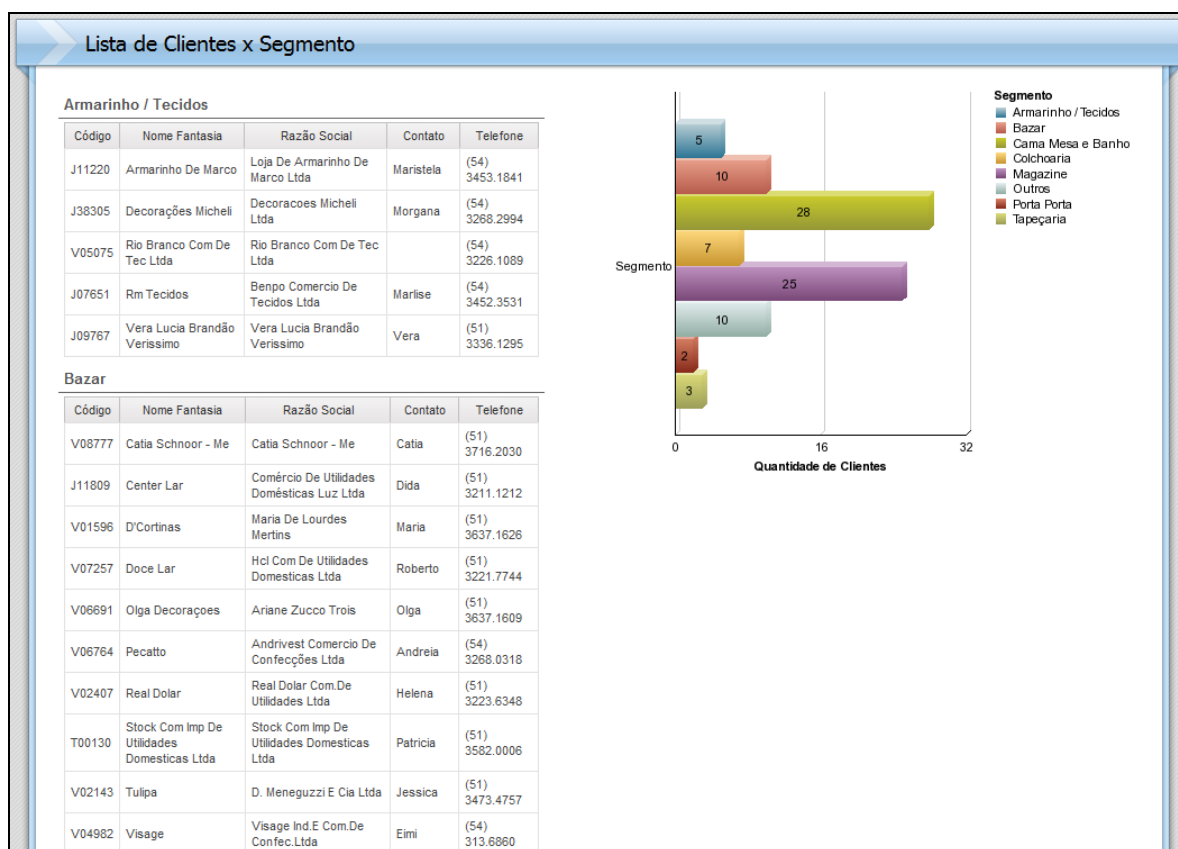 Lista de Clientes x Segmento
Armarinho / Tecidos
Código Nome Fantasia Razão Social Contato Telefone
J11220 Armarinho De Marco Loja De Armarinho De Marco Ltda Maristela (54) 3453.1841
J38305 Decorações Micheli Decoracoes Micheli Ltda Morgana (54) 3268.2994
V05075 Rio Branco Com De Tec Ltda Rio Branco Com De Tec Ltda (54) 3226.1089
J07651 Rm Tecidos Benpo Comercio De Tecidos Ltda Marlise (54) 3452.3531
J09767 Vera Lucia Brandão Verissimo Vera Lucia Brandão Verissimo Vera (51) 3336.1295
Bazar
Código Nome Fantasia Razão Social Contato Telefone
V08777 Catia Schnoor - Me Catia Schnoor - Me Catia (51) 3716.2030
J11809 Center Lar Comércio De Utilidades Domésticas Luz Ltda Dida (51) 3211.1212
V01596 D'Cortinas Maria De Lourdes Mertins Maria (51) 3637.1626
V07257 Doce Lar Hcl Com De Utilidades Domesticas Ltda Roberto (51) 3221.7744
V06691 Olga Decoraçoes Ariane Zucco Trois Olga (51) 3637.1609
V06764 Pecatto Andrivest Comercio De Confecções Ltda Andreia (54) 3268.0318
V02407 Real Dolar Real Dolar Com.De Utilidades Ltda Helena (51) 3223.6348
T00130 Stock Com Imp De Utilidades Domesticas Ltda Stock Com Imp De Utilidades Domesticas Ltda Patricia (51) 3582.0006
V02143 Tulipa D. Meneguzzi E Cia Ltda Jessica (51) 3473.4757
V04982 Visage Visage Ind.E Com.De Confec.Ltda Eimi (54) 313.6860
Segmento
5
10
28
7
25
10
2
3
0 16 32
Quantidade de Clientes
Segmento
Armarinho / Tecidos
Bazar
Cama Mesa e Banho
Colchoaria
Magazine
Outros
Porta Porta
Tapeçaria